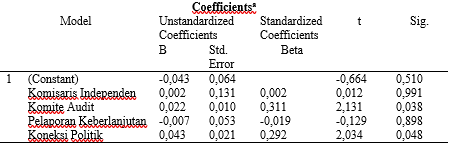 Coefficientsᵃ
Model Unstandardized Standardized t Sig.
Coefficients Coefficients
B Std. Beta
Error
1 (Constant) -0,043 0,064 -0,664 0,510
Komisaris Independen 0,002 0,131 0,002 0,012 0,991
Komite Audit 0,022 0,010 0,311 2,131 0,038
Pelaporan Keberlanjutan -0,007 0,053 -0,019 -0,129 0,898
Koneksi Politik 0,043 0,021 0,292 2,034 0,048